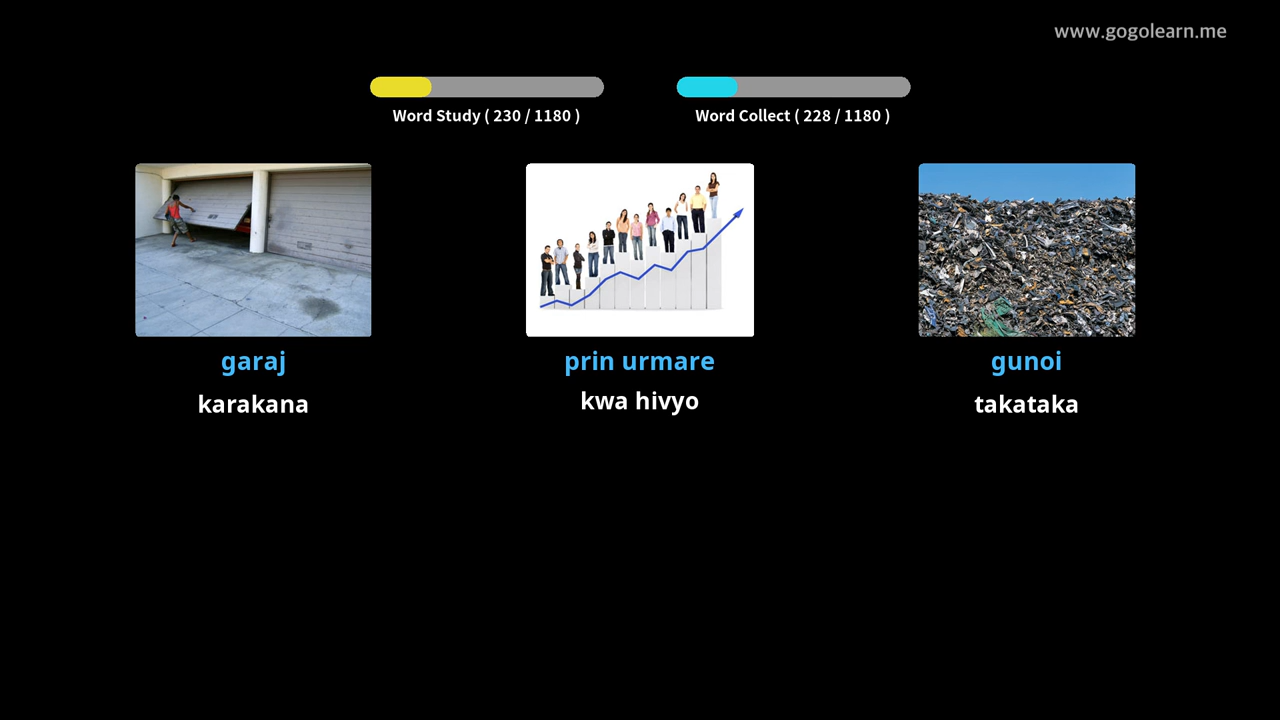 www.gogolearn.me
Word Study ( 230 / 1180 )
Word Collect ( 228 / 1180 )
garaj
prin urmare
gunoi
karakana
kwa hivyo
takataka